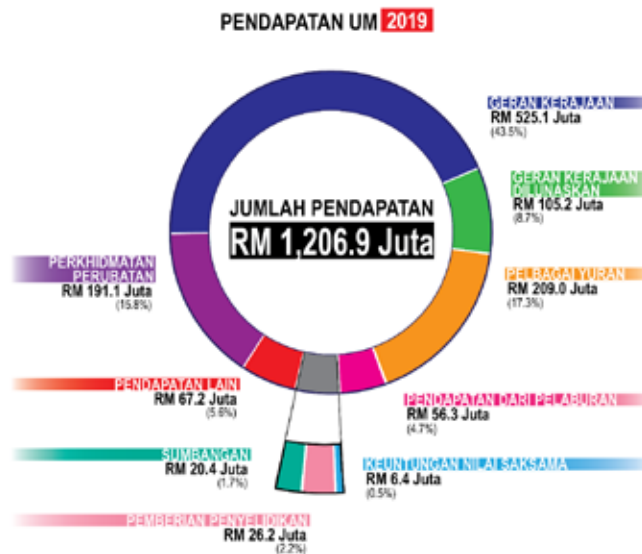 PENDAPATAN UM 2019
GERAN KERAJAAN
RM 525.1 Juta
(43.5%)
GERAN KERAJAAN
DILUNASKAN
RM 105.2 Juta
(8.7%)
JUMLAH PENDAPATAN
RM 1,206.9 Juta
PERKHIDMATAN
PERUBATAN
RM 191.1 Juta
(15.8%)
PELBAGAI YURAN
RM 209.0 Juta
(17.3%)
PENDAPATAN LAIN
RM 67.2 Juta
(5.6%)
PENDAPATAN DARI PELABURAN
RM 56.3 Juta
(4.7%)
SUMBANGAN
RM 20.4 Juta
(1.7%)
KEUNTUNGAN NILAI SAKSAMA
RM 6.4 Juta
(0.5%)
PEMBERIAN PENYELIDIKAN
RM 26.2 Juta
(2.2%)